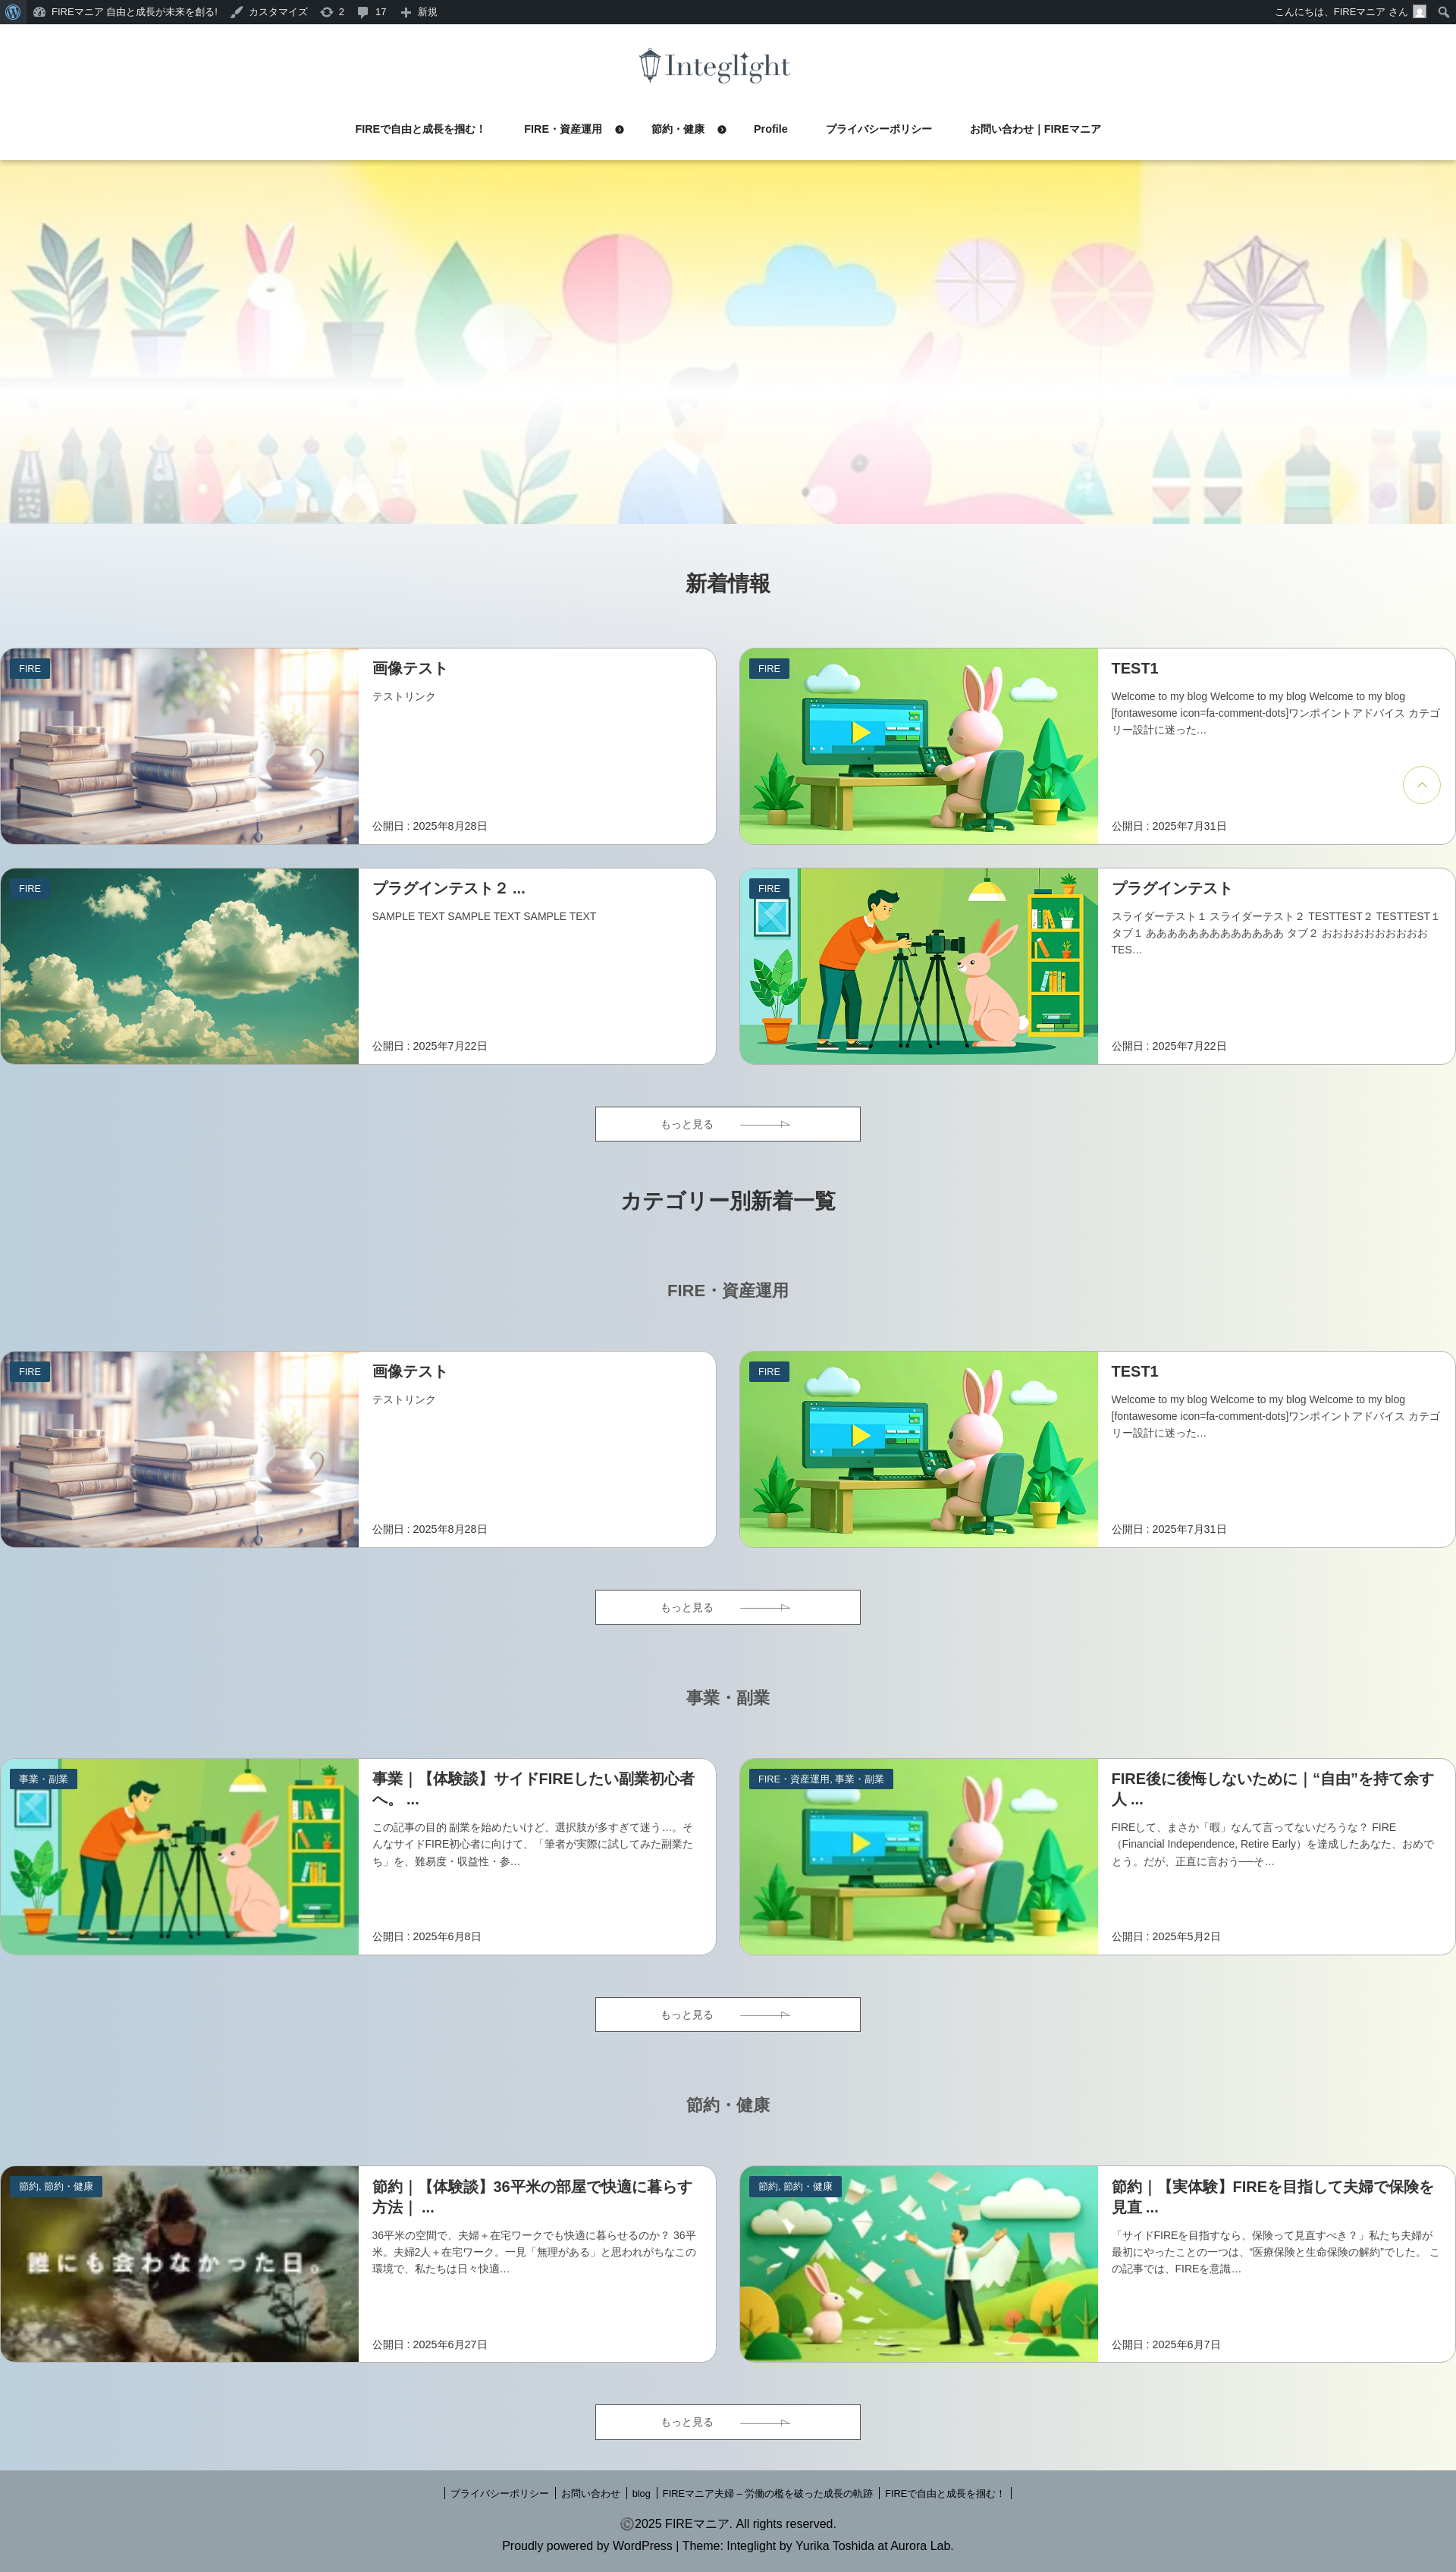 FIREマニア 自由と成長が未来を創る! カスタマイズ 2 17 新規 こんにちは、FIREマニア さん
Integlight
FIREで自由と成長を掴む！ FIRE・資産運用 節約・健康 Profile プライバシーポリシー お問い合わせ｜FIREマニア
新着情報
FIRE
画像テスト
テストリンク
公開日 : 2025年8月28日
FIRE
TEST1
Welcome to my blog Welcome to my blog Welcome to my blog
[fontawesome icon=fa-comment-dots]ワンポイントアドバイス カテゴ
リー設計に迷った…
公開日 : 2025年7月31日
FIRE
プラグインテスト２ ...
SAMPLE TEXT SAMPLE TEXT SAMPLE TEXT
公開日 : 2025年7月22日
FIRE
プラグインテスト
スライダーテスト１ スライダーテスト２ TESTTEST２ TESTTEST１
タブ１ あああああああああああああ タブ２ おおおおおおおおおお
TES…
公開日 : 2025年7月22日
もっと見る
カテゴリー別新着一覧
FIRE・資産運用
FIRE
画像テスト
テストリンク
公開日 : 2025年8月28日
FIRE
TEST1
Welcome to my blog Welcome to my blog Welcome to my blog
[fontawesome icon=fa-comment-dots]ワンポイントアドバイス カテゴ
リー設計に迷った…
公開日 : 2025年7月31日
もっと見る
事業・副業
事業・副業
事業｜【体験談】サイドFIREしたい副業初心者
へ。 ...
この記事の目的 副業を始めたいけど、選択肢が多すぎて迷う…。そ
んなサイドFIRE初心者に向けて、「筆者が実際に試してみた副業た
ち」を、難易度・収益性・参…
公開日 : 2025年6月8日
FIRE・資産運用, 事業・副業
FIRE後に後悔しないために｜“自由”を持て余す
人 ...
FIREして、まさか「暇」なんて言ってないだろうな？ FIRE
（Financial Independence, Retire Early）を達成したあなた、おめで
とう。だが、正直に言おう──そ…
公開日 : 2025年5月2日
もっと見る
節約・健康
節約, 節約・健康
誰にも会わなかった日。
節約｜【体験談】36平米の部屋で快適に暮らす
方法｜ ...
36平米の空間で、夫婦＋在宅ワークでも快適に暮らせるのか？ 36平
米。夫婦2人＋在宅ワーク。一見「無理がある」と思われがちなこの
環境で、私たちは日々快適…
公開日 : 2025年6月27日
節約, 節約・健康
節約｜【実体験】FIREを目指して夫婦で保険を
見直 ...
「サイドFIREを目指すなら、保険って見直すべき？」私たち夫婦が
最初にやったことの一つは、“医療保険と生命保険の解約”でした。 こ
の記事では、FIREを意識…
公開日 : 2025年6月7日
もっと見る
プライバシーポリシー お問い合わせ blog FIREマニア夫婦 – 労働の檻を破った成長の軌跡 FIREで自由と成長を掴む！
©2025 FIREマニア. All rights reserved.
Proudly powered by WordPress | Theme: Integlight by Yurika Toshida at Aurora Lab.